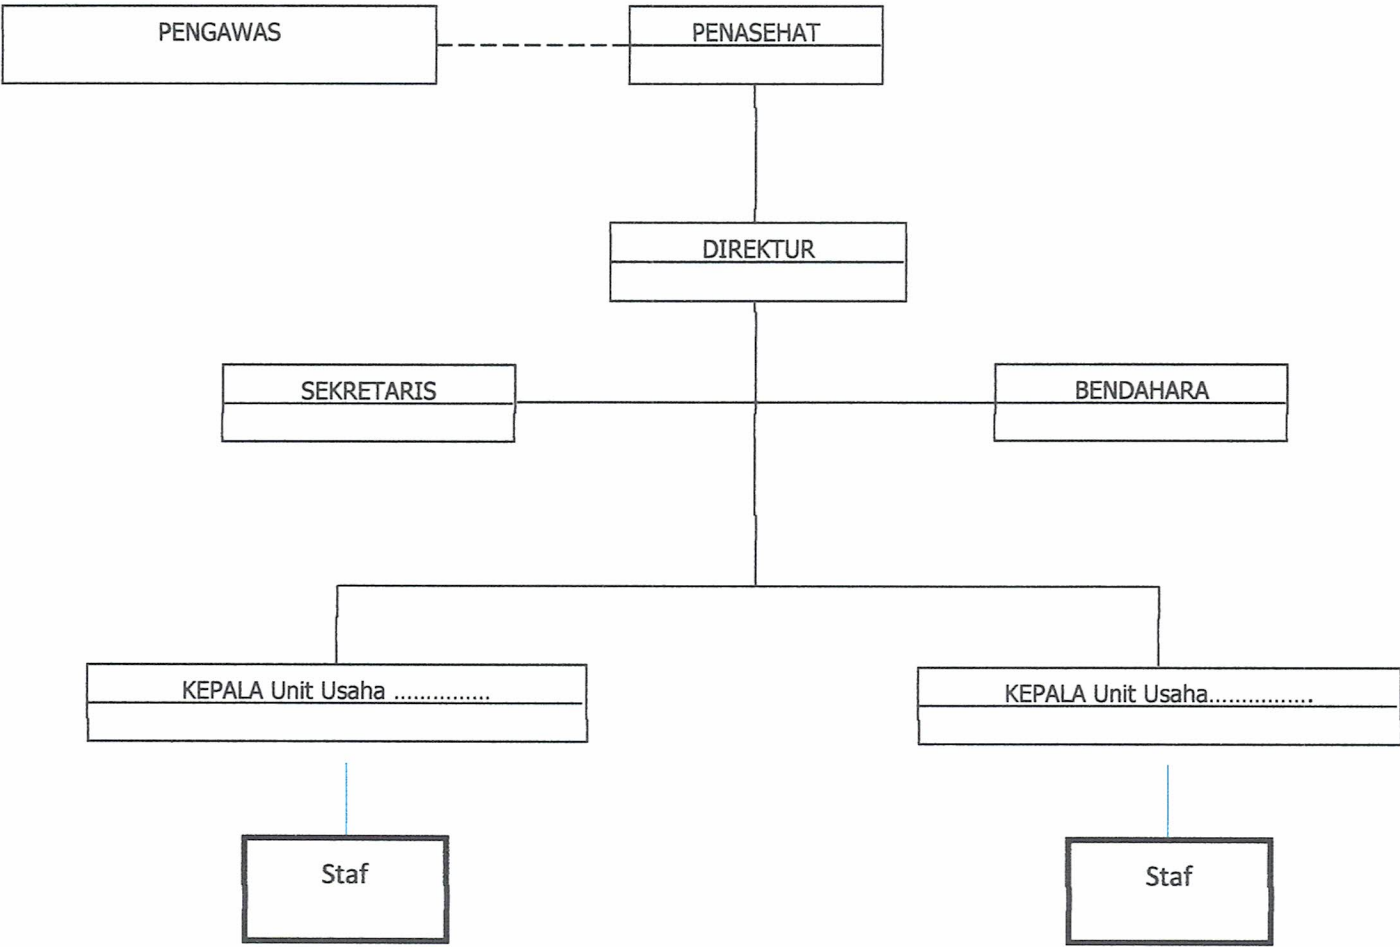 PENGAWAS
PENASEHAT
DIREKTUR
SEKRETARIS
BENDAHARA
KEPALA Unit Usaha ...............
KEPALA Unit Usaha................
Staf
Staf